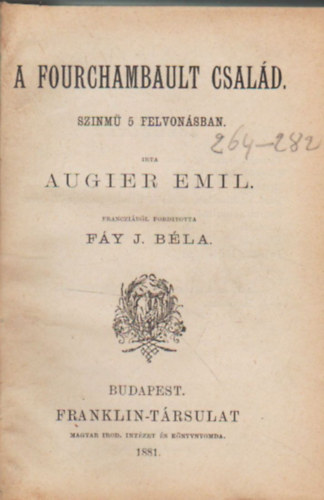 A FOURCHAMBAULT CSALÁD.
SZINMŰ 5 FELVONÁSBAN.
264-282
IRTA
AUGIER EMIL.
FRANCZIÁBÓL FORDITOTTA
FÁY J. BÉLA.
BUDAPEST.
FRANKLIN-TÁRSULAT
MAGYAR IROD. INTÉZET ÉS KÖNYVNYOMDA.
1881.